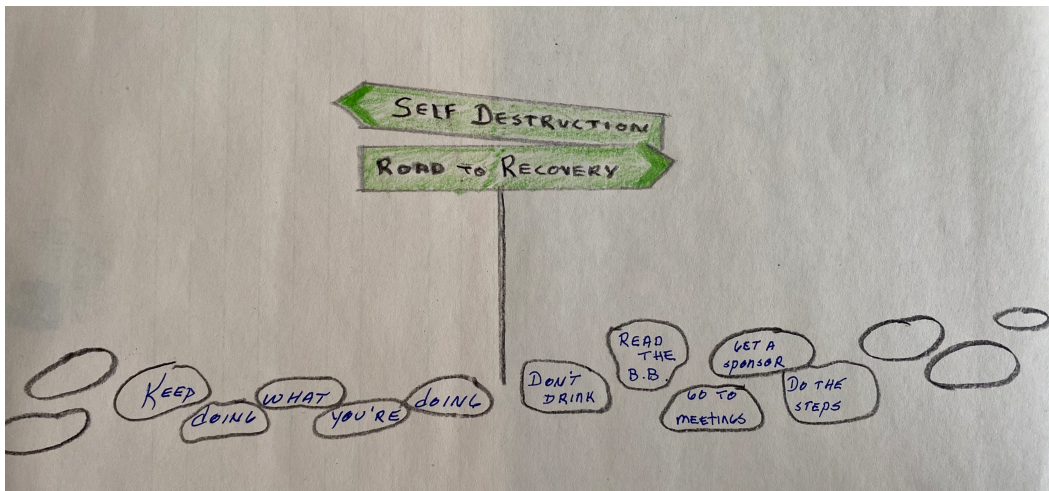 SELF DESTRUCTION
ROAD TO RECOVERY
KEEP
dOING
WHAT
YOU'RE
dOING
DON'T
DRINK
READ
THE
B.B.
GO TO
MEETINGS
GET A
sponsor
DO THE
STEPS